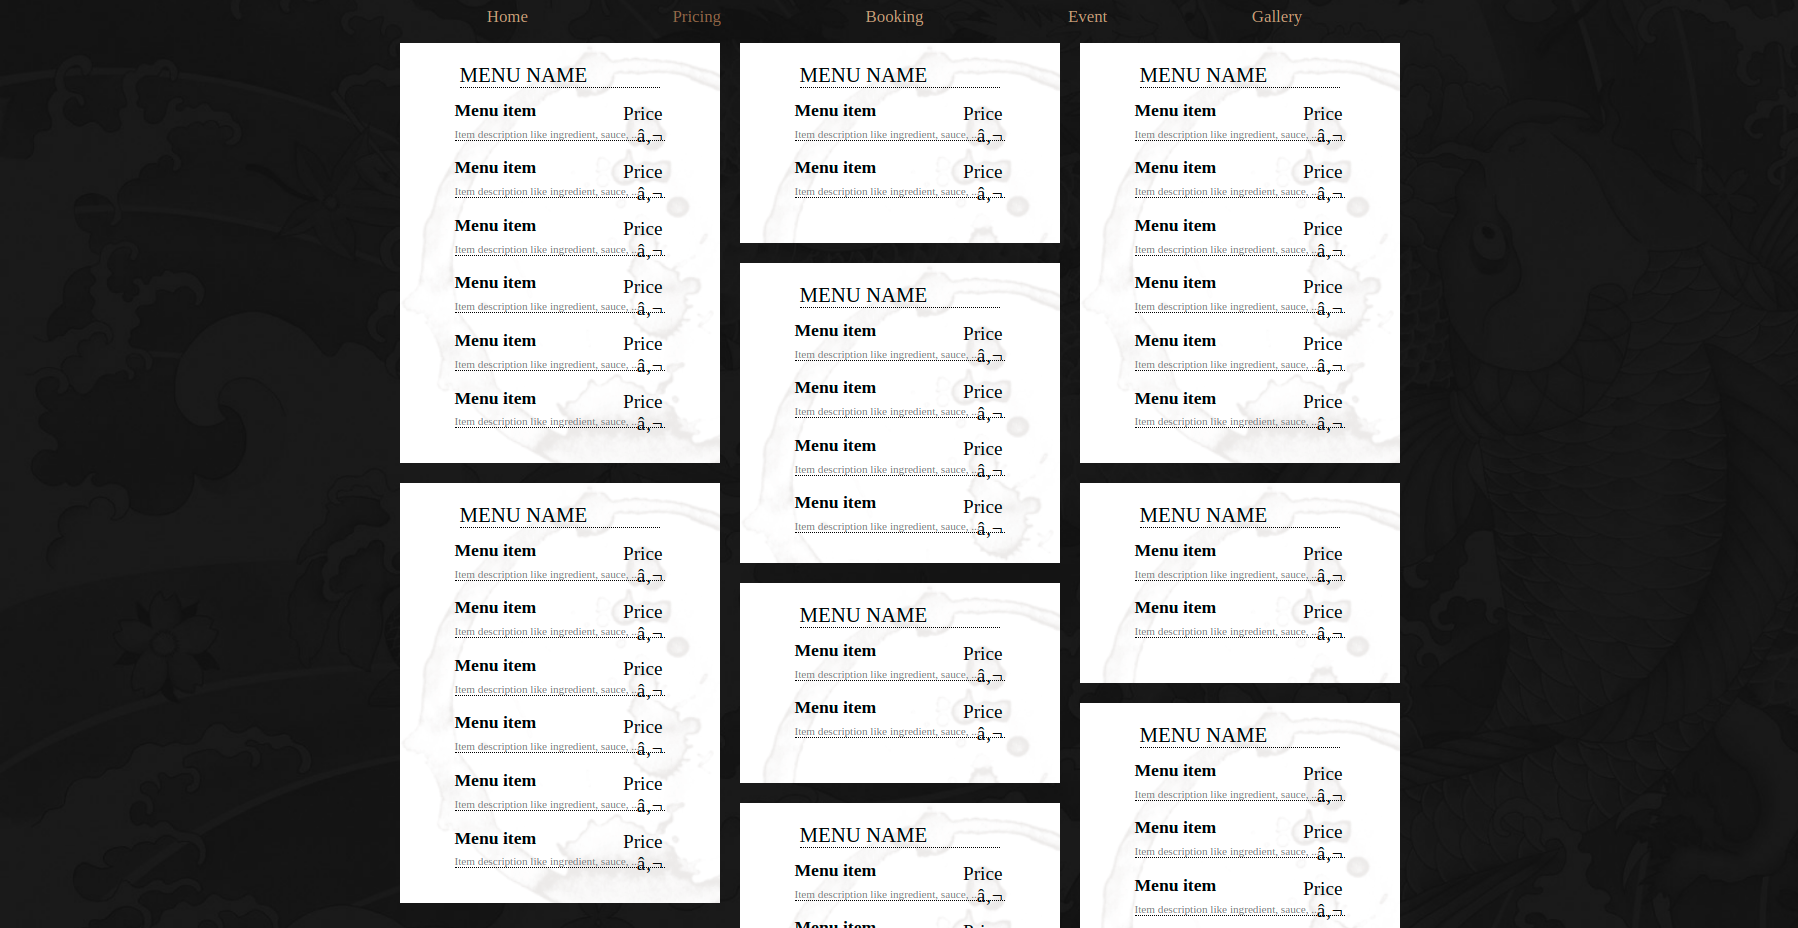 Home Pricing Booking Event Gallery
MENU NAME
Menu item Price
Item description like ingredient, sauce, ... â‚¬
Menu item Price
Item description like ingredient, sauce, ... â‚¬
Menu item Price
Item description like ingredient, sauce, ... â‚¬
Menu item Price
Item description like ingredient, sauce, ... â‚¬
Menu item Price
Item description like ingredient, sauce, ... â‚¬
Menu item Price
Item description like ingredient, sauce, ... â‚¬
MENU NAME
Menu item Price
Item description like ingredient, sauce, ... â‚¬
Menu item Price
Item description like ingredient, sauce, ... â‚¬
Menu item Price
Item description like ingredient, sauce, ... â‚¬
Menu item Price
Item description like ingredient, sauce, ... â‚¬
Menu item Price
Item description like ingredient, sauce, ... â‚¬
Menu item Price
Item description like ingredient, sauce, ... â‚¬
MENU NAME
Menu item Price
Item description like ingredient, sauce, ... â‚¬
Menu item Price
Item description like ingredient, sauce, ... â‚¬
MENU NAME
Menu item Price
Item description like ingredient, sauce, ... â‚¬
Menu item Price
Item description like ingredient, sauce, ... â‚¬
Menu item Price
Item description like ingredient, sauce, ... â‚¬
Menu item Price
Item description like ingredient, sauce, ... â‚¬
MENU NAME
Menu item Price
Item description like ingredient, sauce, ... â‚¬
Menu item Price
Item description like ingredient, sauce, ... â‚¬
MENU NAME
Menu item Price
Item description like ingredient, sauce, ... â‚¬
Menu item Price
MENU NAME
Menu item Price
Item description like ingredient, sauce, ... â‚¬
Menu item Price
Item description like ingredient, sauce, ... â‚¬
Menu item Price
Item description like ingredient, sauce, ... â‚¬
Menu item Price
Item description like ingredient, sauce, ... â‚¬
Menu item Price
Item description like ingredient, sauce, ... â‚¬
Menu item Price
Item description like ingredient, sauce, ... â‚¬
MENU NAME
Menu item Price
Item description like ingredient, sauce, ... â‚¬
Menu item Price
Item description like ingredient, sauce, ... â‚¬
MENU NAME
Menu item Price
Item description like ingredient, sauce, ... â‚¬
Menu item Price
Item description like ingredient, sauce, ... â‚¬
Menu item Price
Item description like ingredient, sauce, ... â‚¬